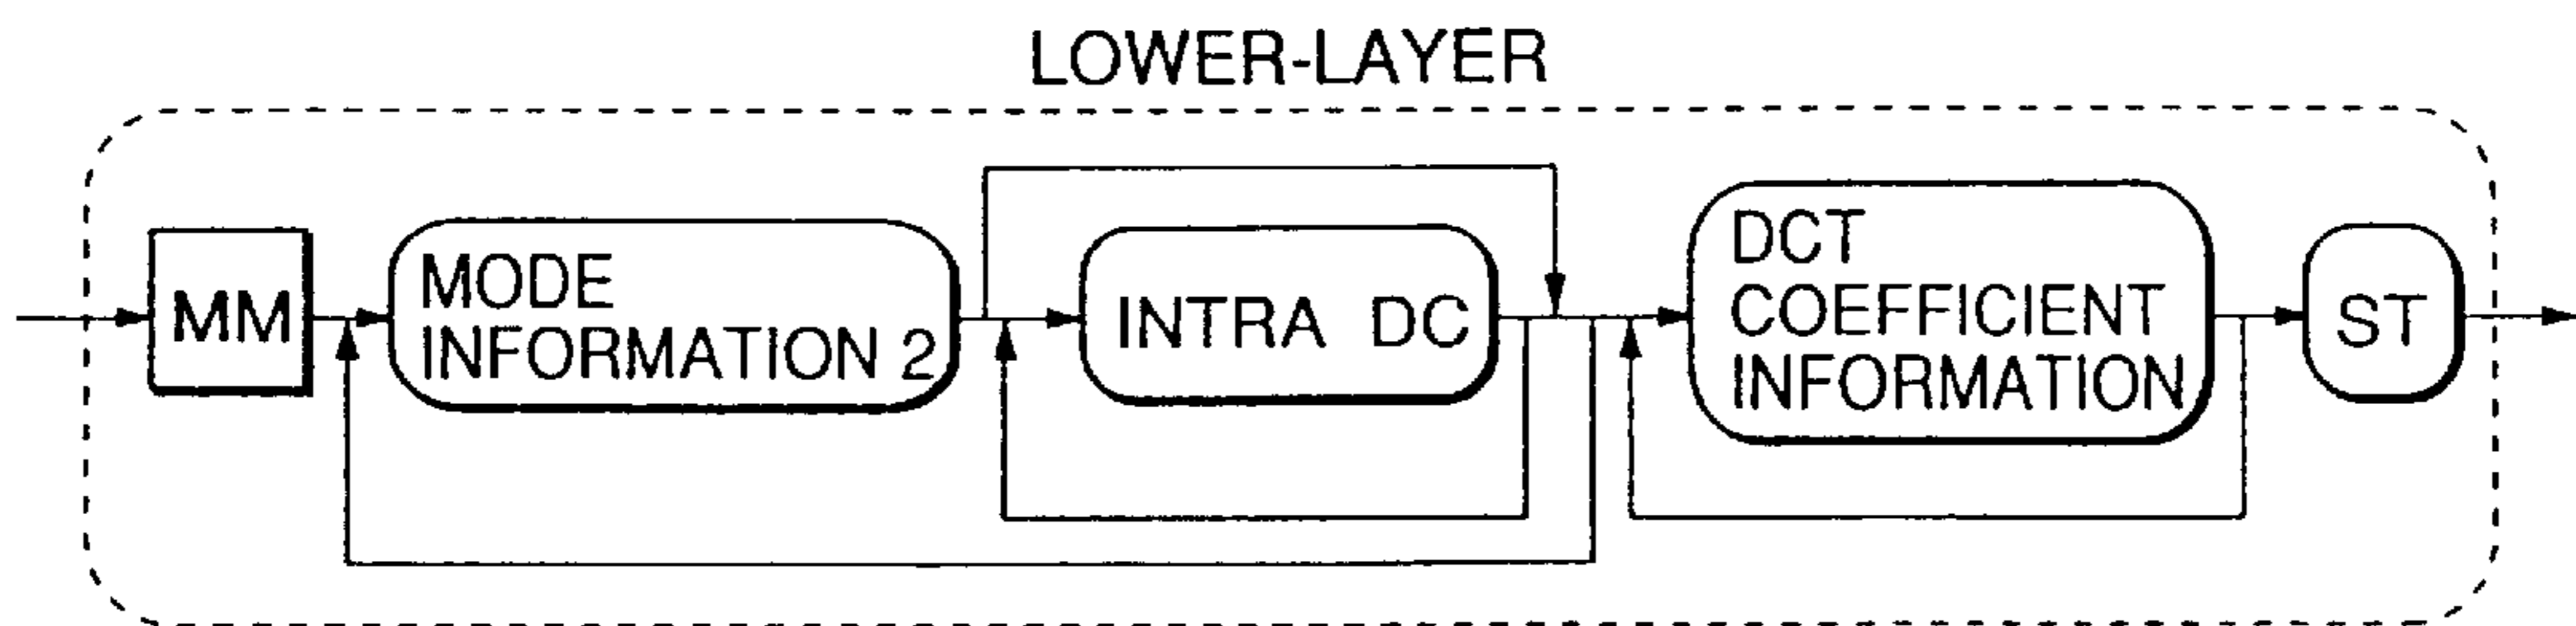 LOWER-LAYER
MM
MODE
INFORMATION 2
INTRA DC
DCT
COEFFICIENT
INFORMATION
ST